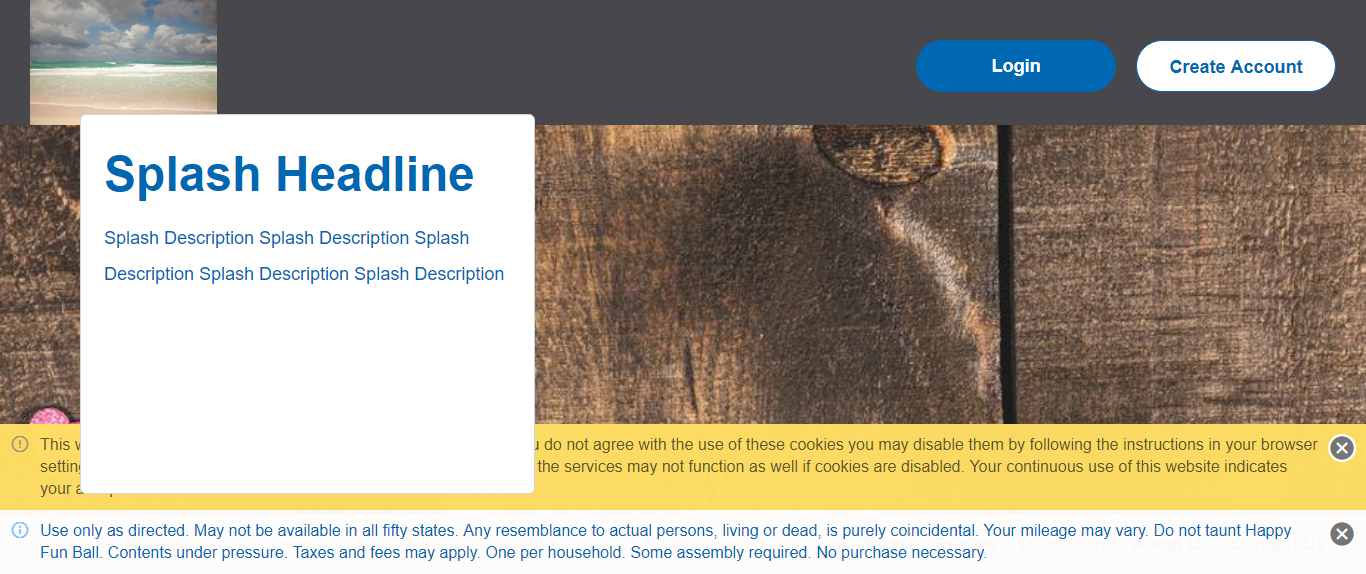 Login
Create Account
Splash Headline
Splash Description Splash Description Splash
Description Splash Description Splash Description
This
do not agree with the use of these cookies you may disable them by following the instructions in your browser
the services may not function as well if cookies are disabled. Your continuous use of this website indicates
your
Use only as directed. May not be available in all fifty states. Any resemblance to actual persons, living or dead, is purely coincidental. Your mileage may vary. Do not taunt Happy
Fun Ball. Contents under pressure. Taxes and fees may apply. One per household. Some assembly required. No purchase necessary.